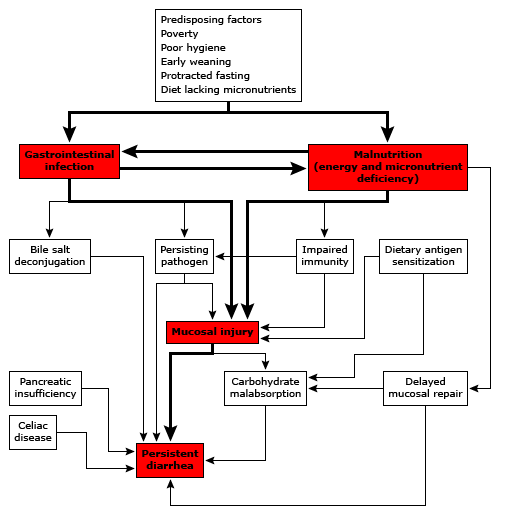 Predisposing factors
Poverty
Poor hygiene
Early weaning
Protracted fasting
Diet lacking micronutrients
Gastrointestinal
infection
Malnutrition
(energy and micronutrient
deficiency)
Bile salt
deconjugation
Persisting
pathogen
Impaired
immunity
Dietary antigen
sensitization
Mucosal injury
Pancreatic
insufficiency
Carbohydrate
malabsorption
Delayed
mucosal repair
Celiac
disease
Persistent
diarrhea